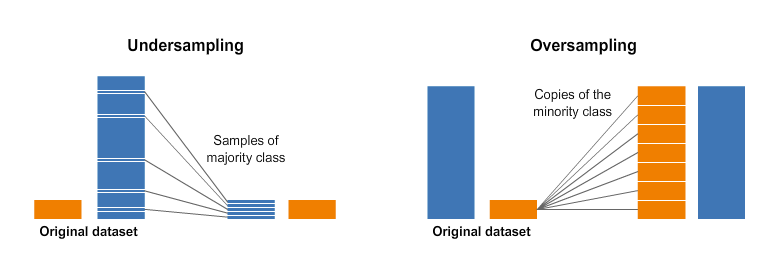 Undersampling
Samples of
majority class
Original dataset
Oversampling
Copies of the
minority class
Original dataset